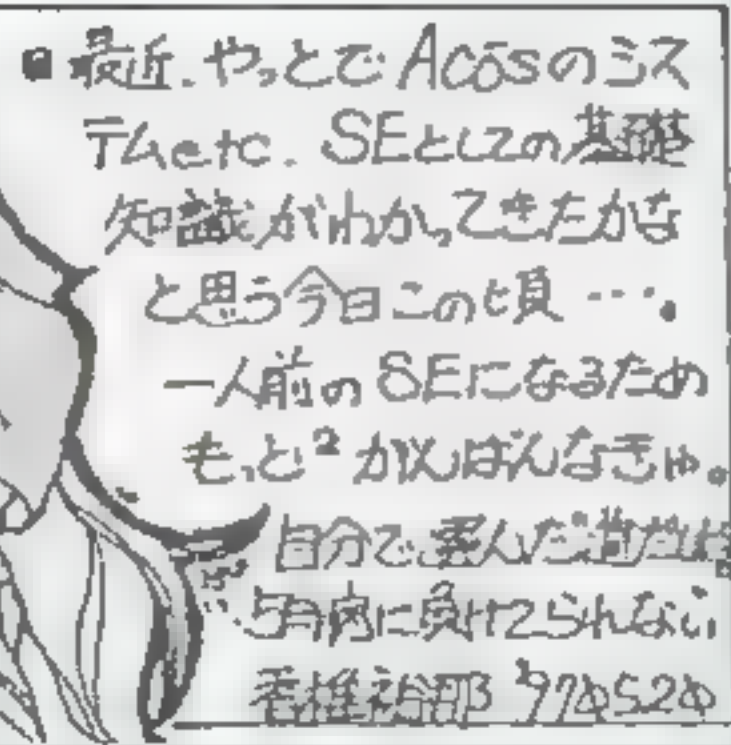 ■最近.やっとでAcosのシス
テムetc. SEとしての基礎
知識がわかってきたかな
と思う今日この頃・・・。
一人前のSEになるため
もっと²がんばんなきゃ。
自分で選んだ道だ
に負けてられない
'970520